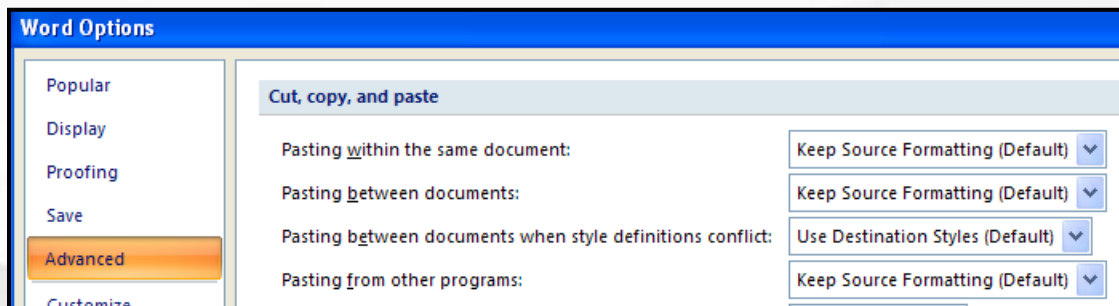 Word Options
Popular
Display
Proofing
Save
Advanced
Customize
Cut, copy, and paste
Pasting within the same document: Keep Source Formatting (Default)
Pasting between documents: Keep Source Formatting (Default)
Pasting between documents when style definitions conflict: Use Destination Styles (Default)
Pasting from other programs: Keep Source Formatting (Default)